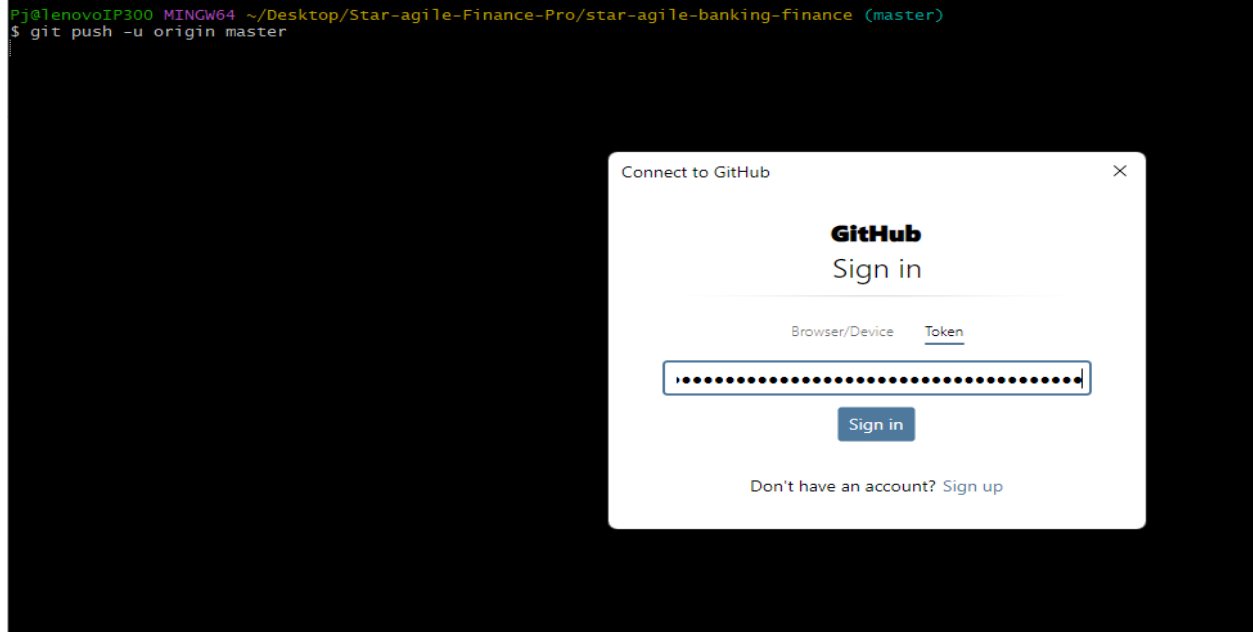 Pj@lenovoIP300 MINGW64 ~/Desktop/Star-agile-Finance-Pro/star-agile-banking-finance (master)
$ git push -u origin master
Connect to GitHub
GitHub
Sign in
Browser/Device Token
Sign in
Don't have an account? Sign up